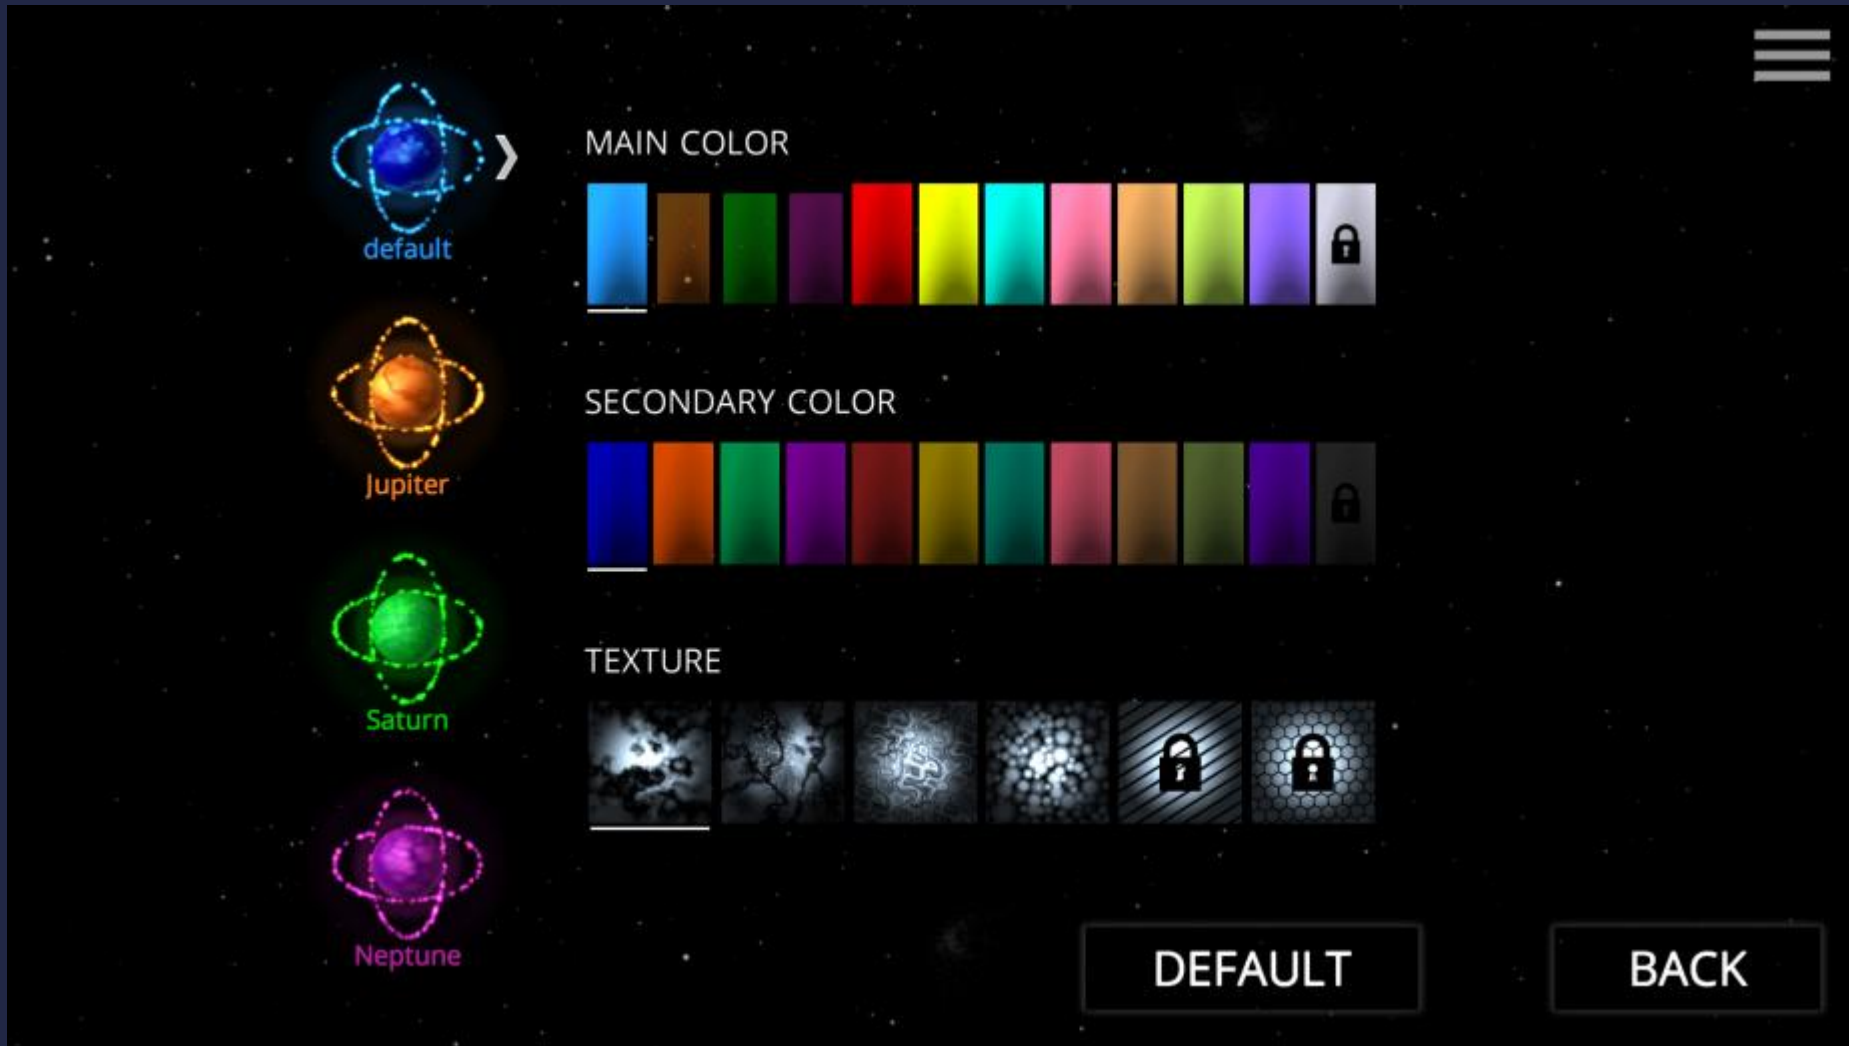 default
Jupiter
Saturn
Neptune
MAIN COLOR
SECONDARY COLOR
TEXTURE
DEFAULT
BACK